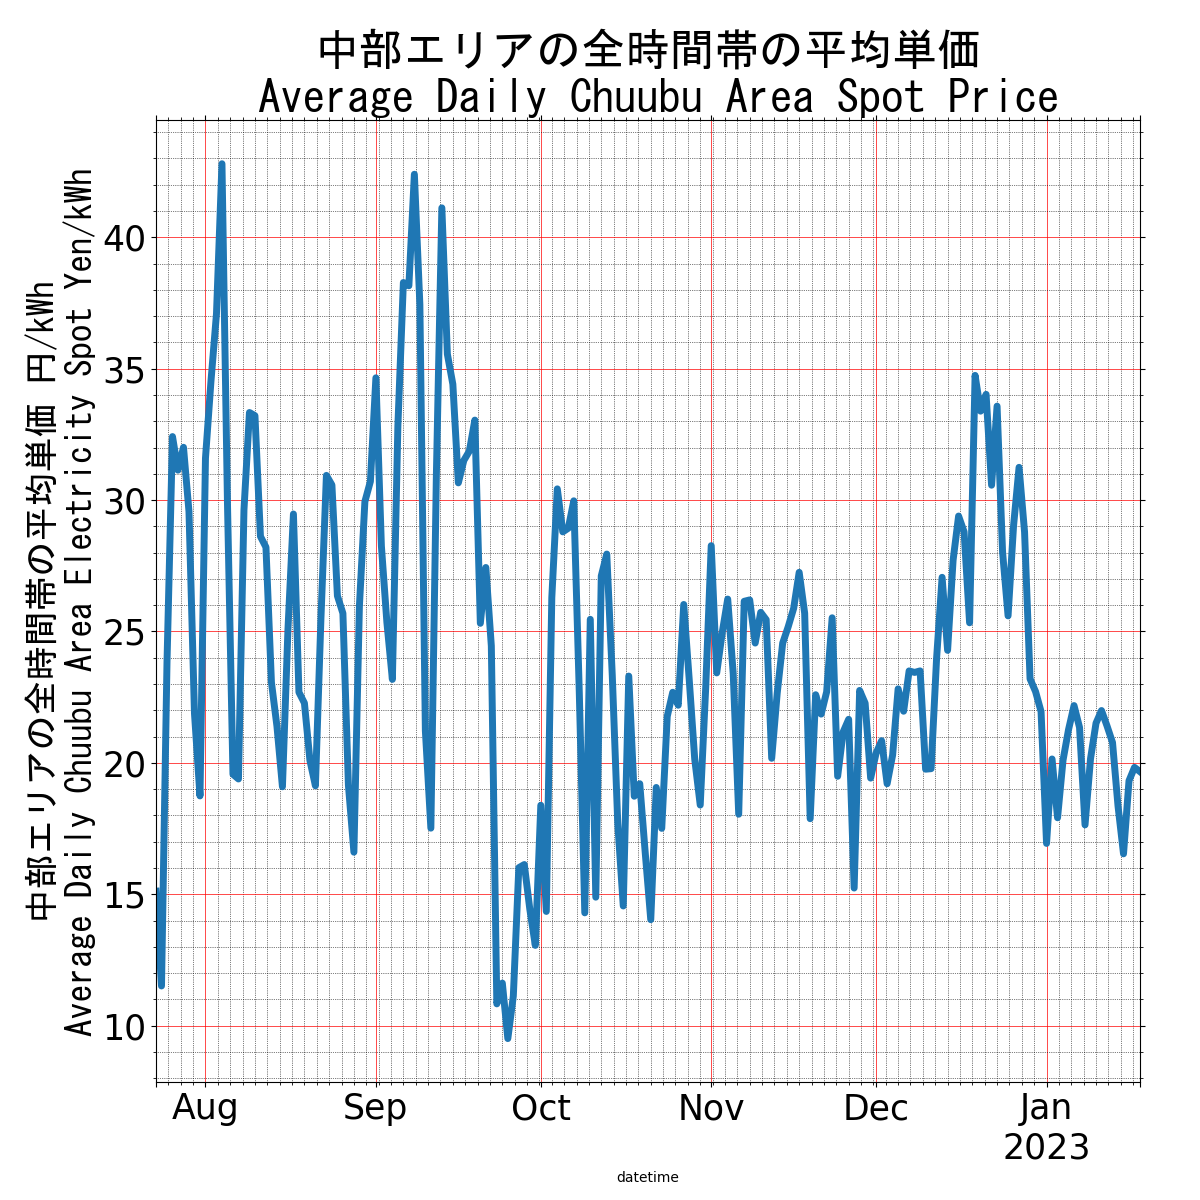 中部エリアの全時間帯の平均単価
Average Daily Chuubu Area Spot Price
中部エリアの全時間帯の平均単価 円/kWh
Average Daily Chuubu Area Electricity Spot Yen/kWh
40
35
30
25
20
15
10
Aug Sep Oct Nov Dec Jan
2023
datetime